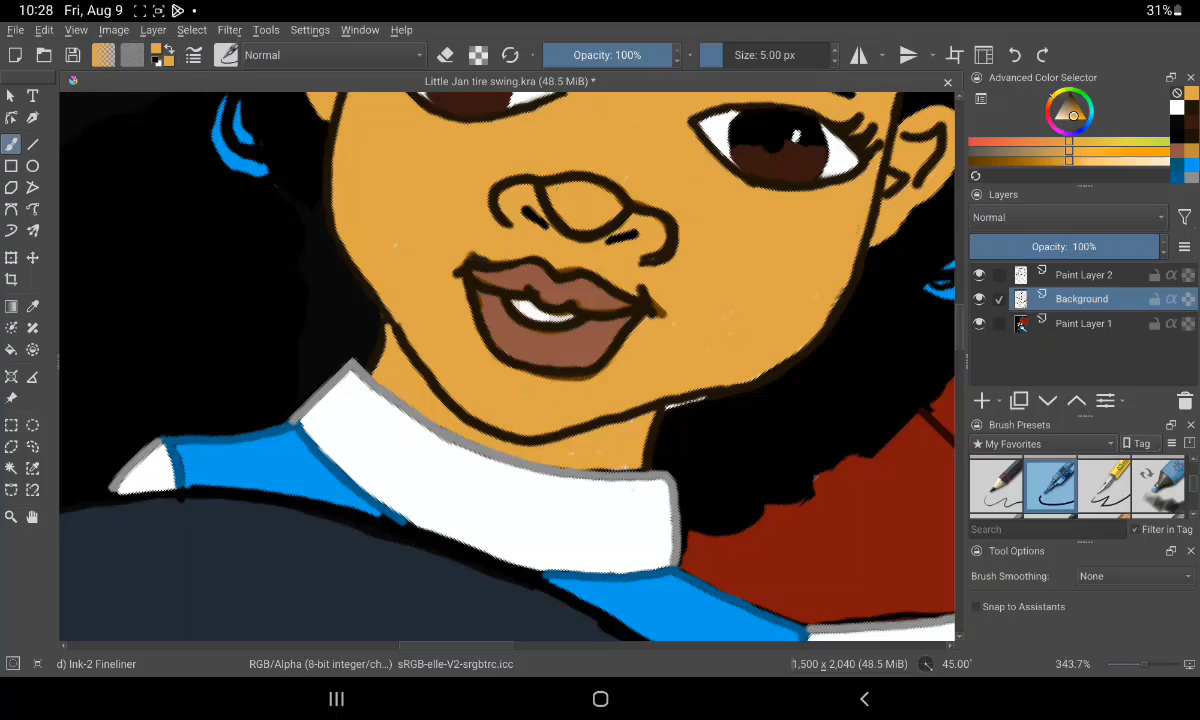 10:28 Fri, Aug 9
31%
File Edit View Image Layer Select Filter Tools Settings Window Help
Normal
Opacity: 100%
Size: 5.00 px
Little Jan tire swing.kra (48.5 MiB) *
Advanced Color Selector
Layers
Normal
Opacity: 100%
Paint Layer 2
Background
Paint Layer 1
Brush Presets
★ My Favorites
Tag
Search
Filter in Tag
Tool Options
Brush Smoothing:
None
Snap to Assistants
d) Ink-2 Fineliner
RGB/Alpha (8-bit integer/ch...) sRGB-elle-V2-srgbtrc.icc
1,500 x 2,040 (48.5 MiB)
45.00°
343.7%